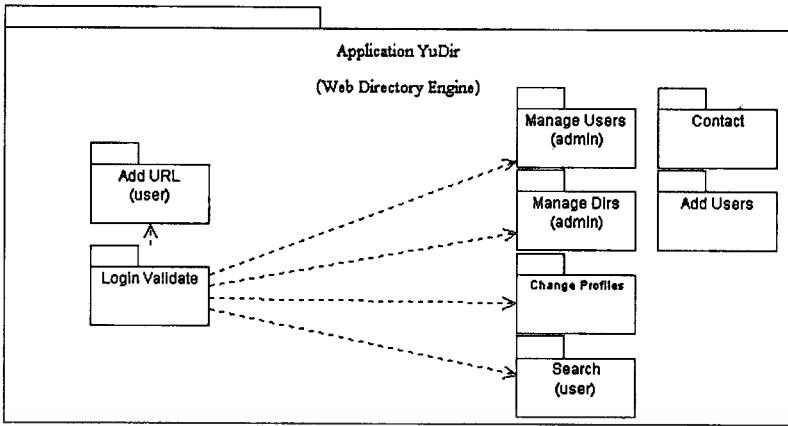 Application YuDir
(Web Directory Engine)
Manage Users
(admin)
Contact
Add URL
(user)
Manage Dirs
(admin)
Add Users
Login Validate
Change Profiles
Search
(user)